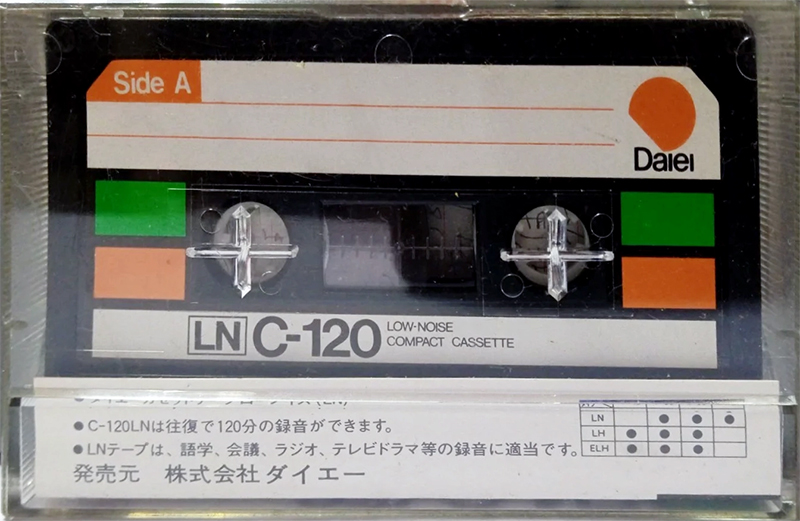 Side A
Daiei
LN C-120 LOW-NOISE
COMPACT CASSETTE
●C-120LNは往復で120分の録音ができます。
●LNテープは、語学、会議、ラジオ、テレビドラマ等の録音に適当です。
発売元 株式会社ダイエー
LN ● ● ●
LH ● ● ●
ELH ● ● ●